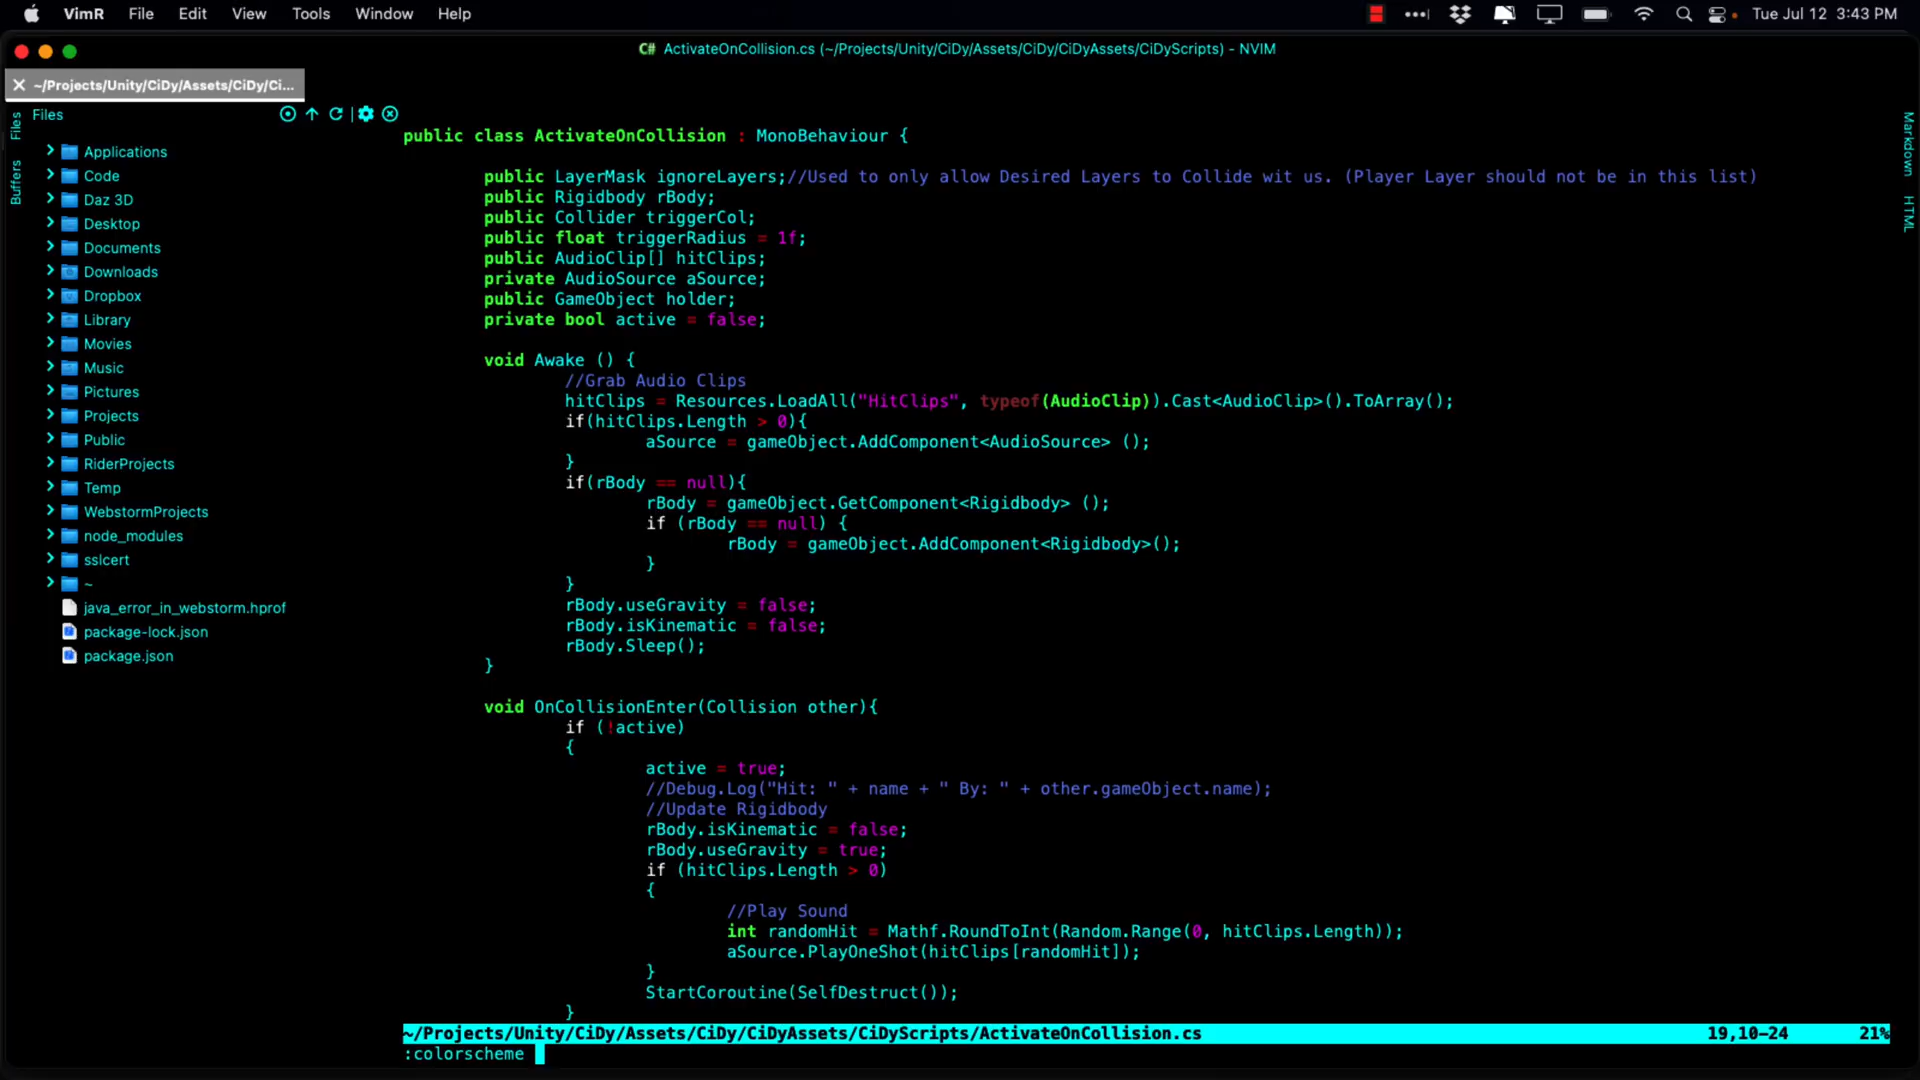 VimR File Edit View Tools Window Help Tue Jul 12 3:43 PM
C# ActivateOnCollision.cs (~/Projects/Unity/CiDy/Assets/CiDy/CiDyAssets/CiDyScripts) - NVIM
~/Projects/Unity/CiDy/Assets/CiDy/Ci...
Files
Files
Buffers
Applications
Code
Daz 3D
Desktop
Documents
Downloads
Dropbox
Library
Movies
Music
Pictures
Projects
Public
RiderProjects
Temp
WebstormProjects
node_modules
sslcert
~
java_error_in_webstorm.hprof
package-lock.json
package.json
public class ActivateOnCollision : MonoBehaviour {
public LayerMask ignoreLayers;//Used to only allow Desired Layers to Collide wit us. (Player Layer should not be in this list)
public Rigidbody rBody;
public Collider triggerCol;
public float triggerRadius = 1f;
public AudioClip[] hitClips;
private AudioSource aSource;
public GameObject holder;
private bool active = false;
void Awake () {
//Grab Audio Clips
hitClips = Resources.LoadAll("HitClips", typeof(AudioClip)).Cast<AudioClip>().ToArray();
if(hitClips.Length > 0){
aSource = gameObject.AddComponent<AudioSource> ();
}
if(rBody == null){
rBody = gameObject.GetComponent<Rigidbody> ();
if (rBody == null) {
rBody = gameObject.AddComponent<Rigidbody>();
}
}
rBody.useGravity = false;
rBody.isKinematic = false;
rBody.Sleep();
}
void OnCollisionEnter(Collision other){
if (!active)
{
active = true;
//Debug.Log("Hit: " + name + " By: " + other.gameObject.name);
//Update Rigidbody
rBody.isKinematic = false;
rBody.useGravity = true;
if (hitClips.Length > 0)
{
//Play Sound
int randomHit = Mathf.RoundToInt(Random.Range(0, hitClips.Length));
aSource.PlayOneShot(hitClips[randomHit]);
}
StartCoroutine(SelfDestruct());
}
~/Projects/Unity/CiDy/Assets/CiDy/CiDyAssets/CiDyScripts/ActivateOnCollision.cs 19,10-24 21%
:colorscheme
Markdown
HTML